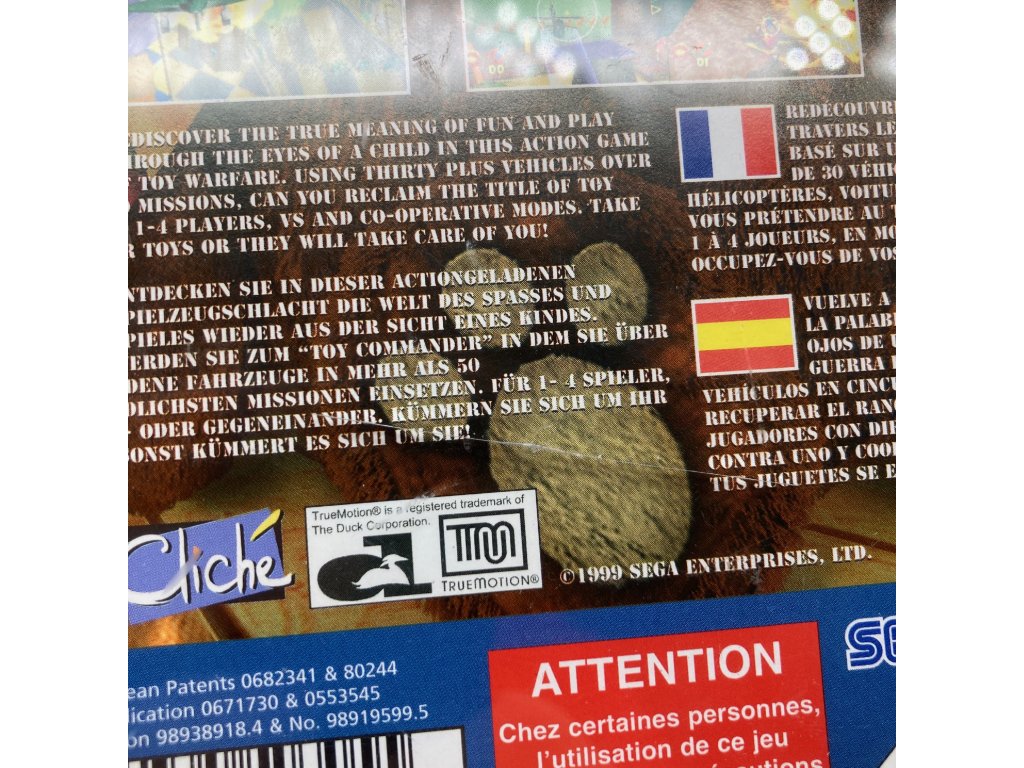 EDISCOVER THE TRUE MEANING OF FUN AND PLAY
HROUGH THE EYES OF A CHILD IN THIS ACTION GAME
TOY WARFARE. USING THIRTY PLUS VEHICLES OVER
MISSIONS, CAN YOU RECLAIM THE TITLE OF TOY
1-4 PLAYERS, VS AND CO-OPERATIVE MODES. TAKE
R TOYS OR THEY WILL TAKE CARE OF YOU!
NTDECKEN SIE IN DIESER ACTIONGELADENEN
PIELZEUGSCHLACHT DIE WELT DES SPASSES UND
PIELES WIEDER AUS DER SICHT EINES KINDES.
ERDEN SIE ZUM “TOY COMMANDER” IN DEM SIE ÜBER
DENE FAHRZEUGE IN MEHR ALS 50
DLICHSTEN MISSIONEN EINSETZEN. FÜR 1- 4 SPIELER,
ODER GEGENEINANDER. KÜMMERN SIE SICH UM IHR
ONST KÜMMERT ES SICH UM SIE!
REDÉCOUVRE
TRAVERS LE
BASÉ SUR U
DE 30 VÉHI
HÉLICOPTÈRES, VOITU
VOUS PRÉTENDRE AU
1 À 4 JOUEURS, EN MO
OCCUPEZ-VOUS DE VOS
VUELVE A
LA PALAB
OJOS DE U
GUERRA
VEHÍCULOS EN CINC
RECUPERAR EL RANG
JUGADORES CON DIF
CONTRA UNO Y COOP
TUS JUGUETES SE E
Cliché
TrueMotion® is a registered trademark of
The Duck Corporation.
TM
TRUEMOTION®
©1999 SEGA ENTERPRISES, LTD.
ean Patents 0682341 & 80244
lication 0671730 & 0553545
on 98938918.4 & No. 98919599.5
ATTENTION
Chez certaines personnes,
l'utilisation de ce jeu
SE